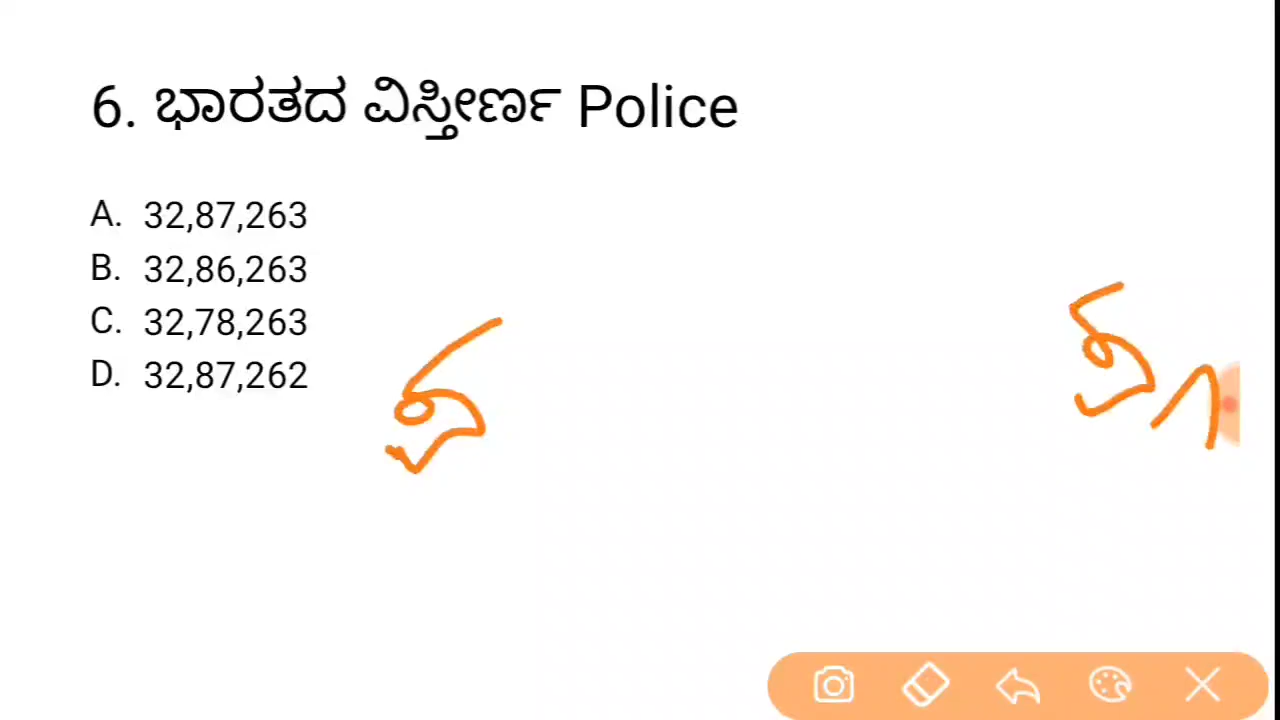 6. ಭಾರತದ ವಿಸ್ತೀರ್ಣ Police
A. 32,87,263
B. 32,86,263
C. 32,78,263
D. 32,87,262